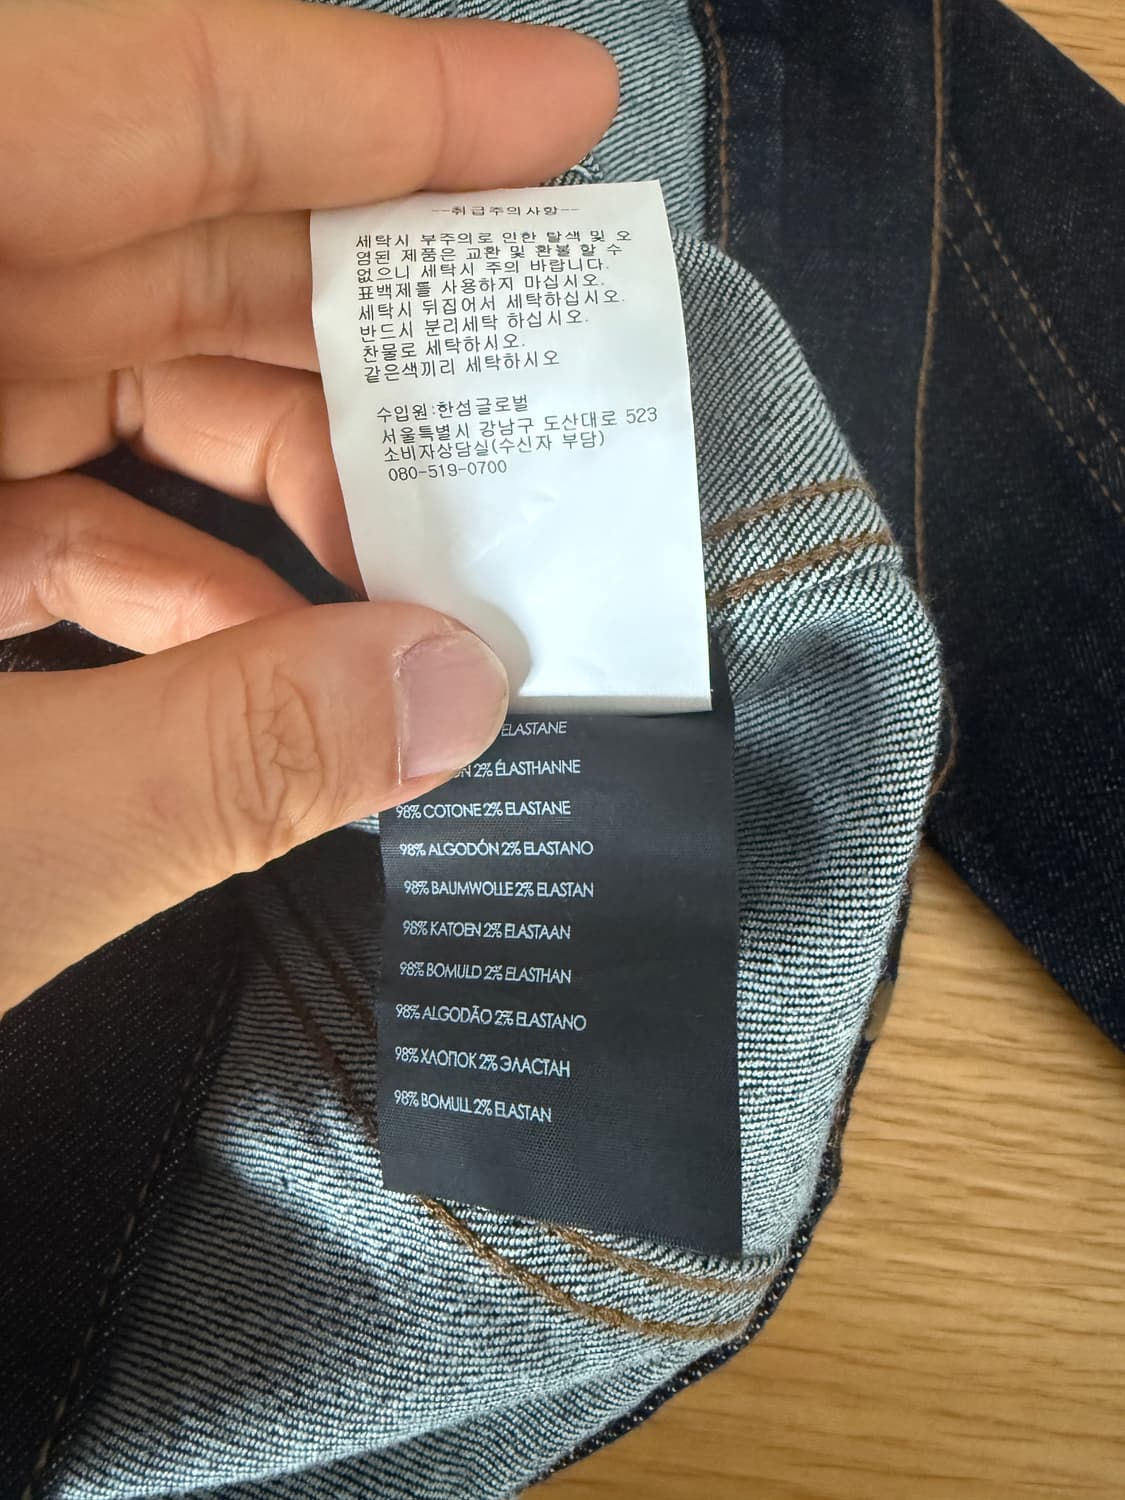 --취급주의사항--
세탁시 부주의로 인한 탈색 및 오
염된 제품은 교환 및 환불 할 수
없으니 세탁시 주의 바랍니다.
표백제를 사용하지 마십시오.
세탁시 뒤집어서 세탁하십시오.
반드시 분리세탁 하십시오.
찬물로 세탁하시오.
같은색끼리 세탁하시오
수입원:한섬글로벌
서울특별시 강남구 도산대로 523
소비자상담실(수신자 부담)
080-519-0700
ELASTANE
2% ÉLASTHANNE
98% COTONE 2% ELASTANE
98% ALGODÓN 2% ELASTANO
98% BAUMWOLLE 2% ELASTAN
98% KATOEN 2% ELASTAAN
98% BOMULD 2% ELASTHAN
98% ALGODÃO 2% ELASTANO
98% ХЛОПОК 2% ЭЛАСТАН
98% BOMULL 2% ELASTAN